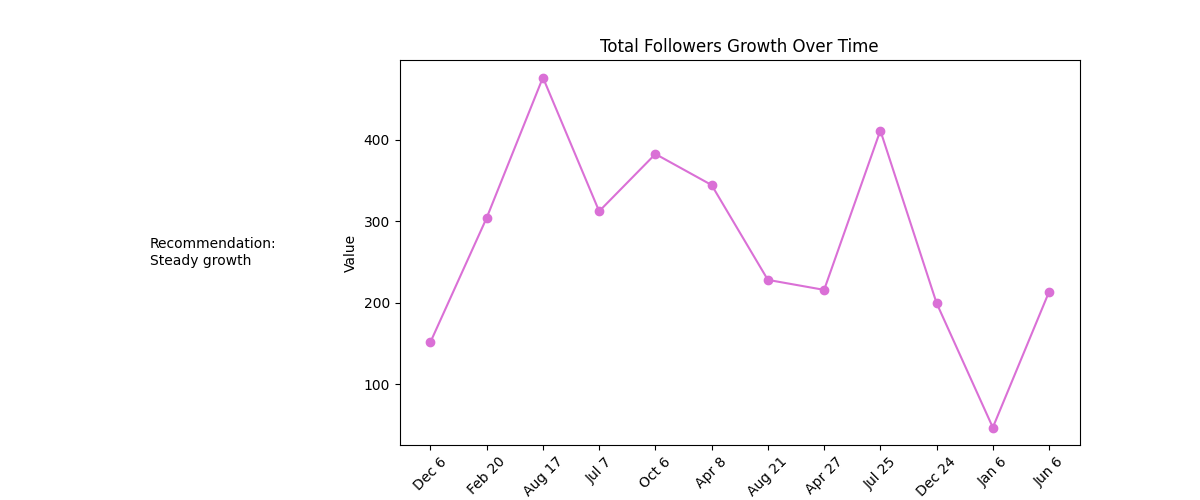 Total Followers Growth Over Time
Recommendation:
Steady growth
Value
400
300
200
100
Dec 6
Feb 20
Aug 17
Jul 7
Oct 6
Apr 8
Aug 21
Apr 27
Jul 25
Dec 24
Jan 6
Jun 6